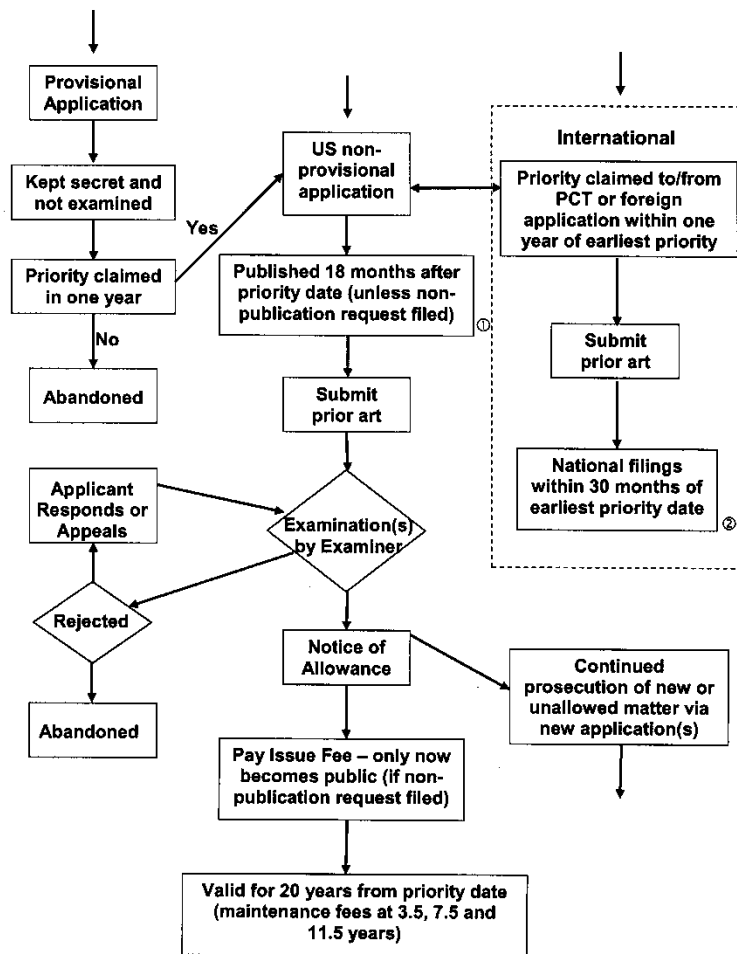 Provisional
Application
Kept secret and
not examined
Yes
Priority claimed
in one year
No
Abandoned
US non-
provisional
application
Published 18 months after
priority date (unless non-
publication request filed)
①
Submit
prior art
International
Priority claimed to/from
PCT or foreign
application within one
year of earliest priority
Submit
prior art
National filings
within 30 months of
earliest priority date
②
Applicant
Responds or
Appeals
Examination(s)
by Examiner
Rejected
Abandoned
Notice of
Allowance
Continued
prosecution of new or
unallowed matter via
new application(s)
Pay Issue Fee – only now
becomes public (if non-
publication request filed)
Valid for 20 years from priority date
(maintenance fees at 3.5, 7.5 and
11.5 years)